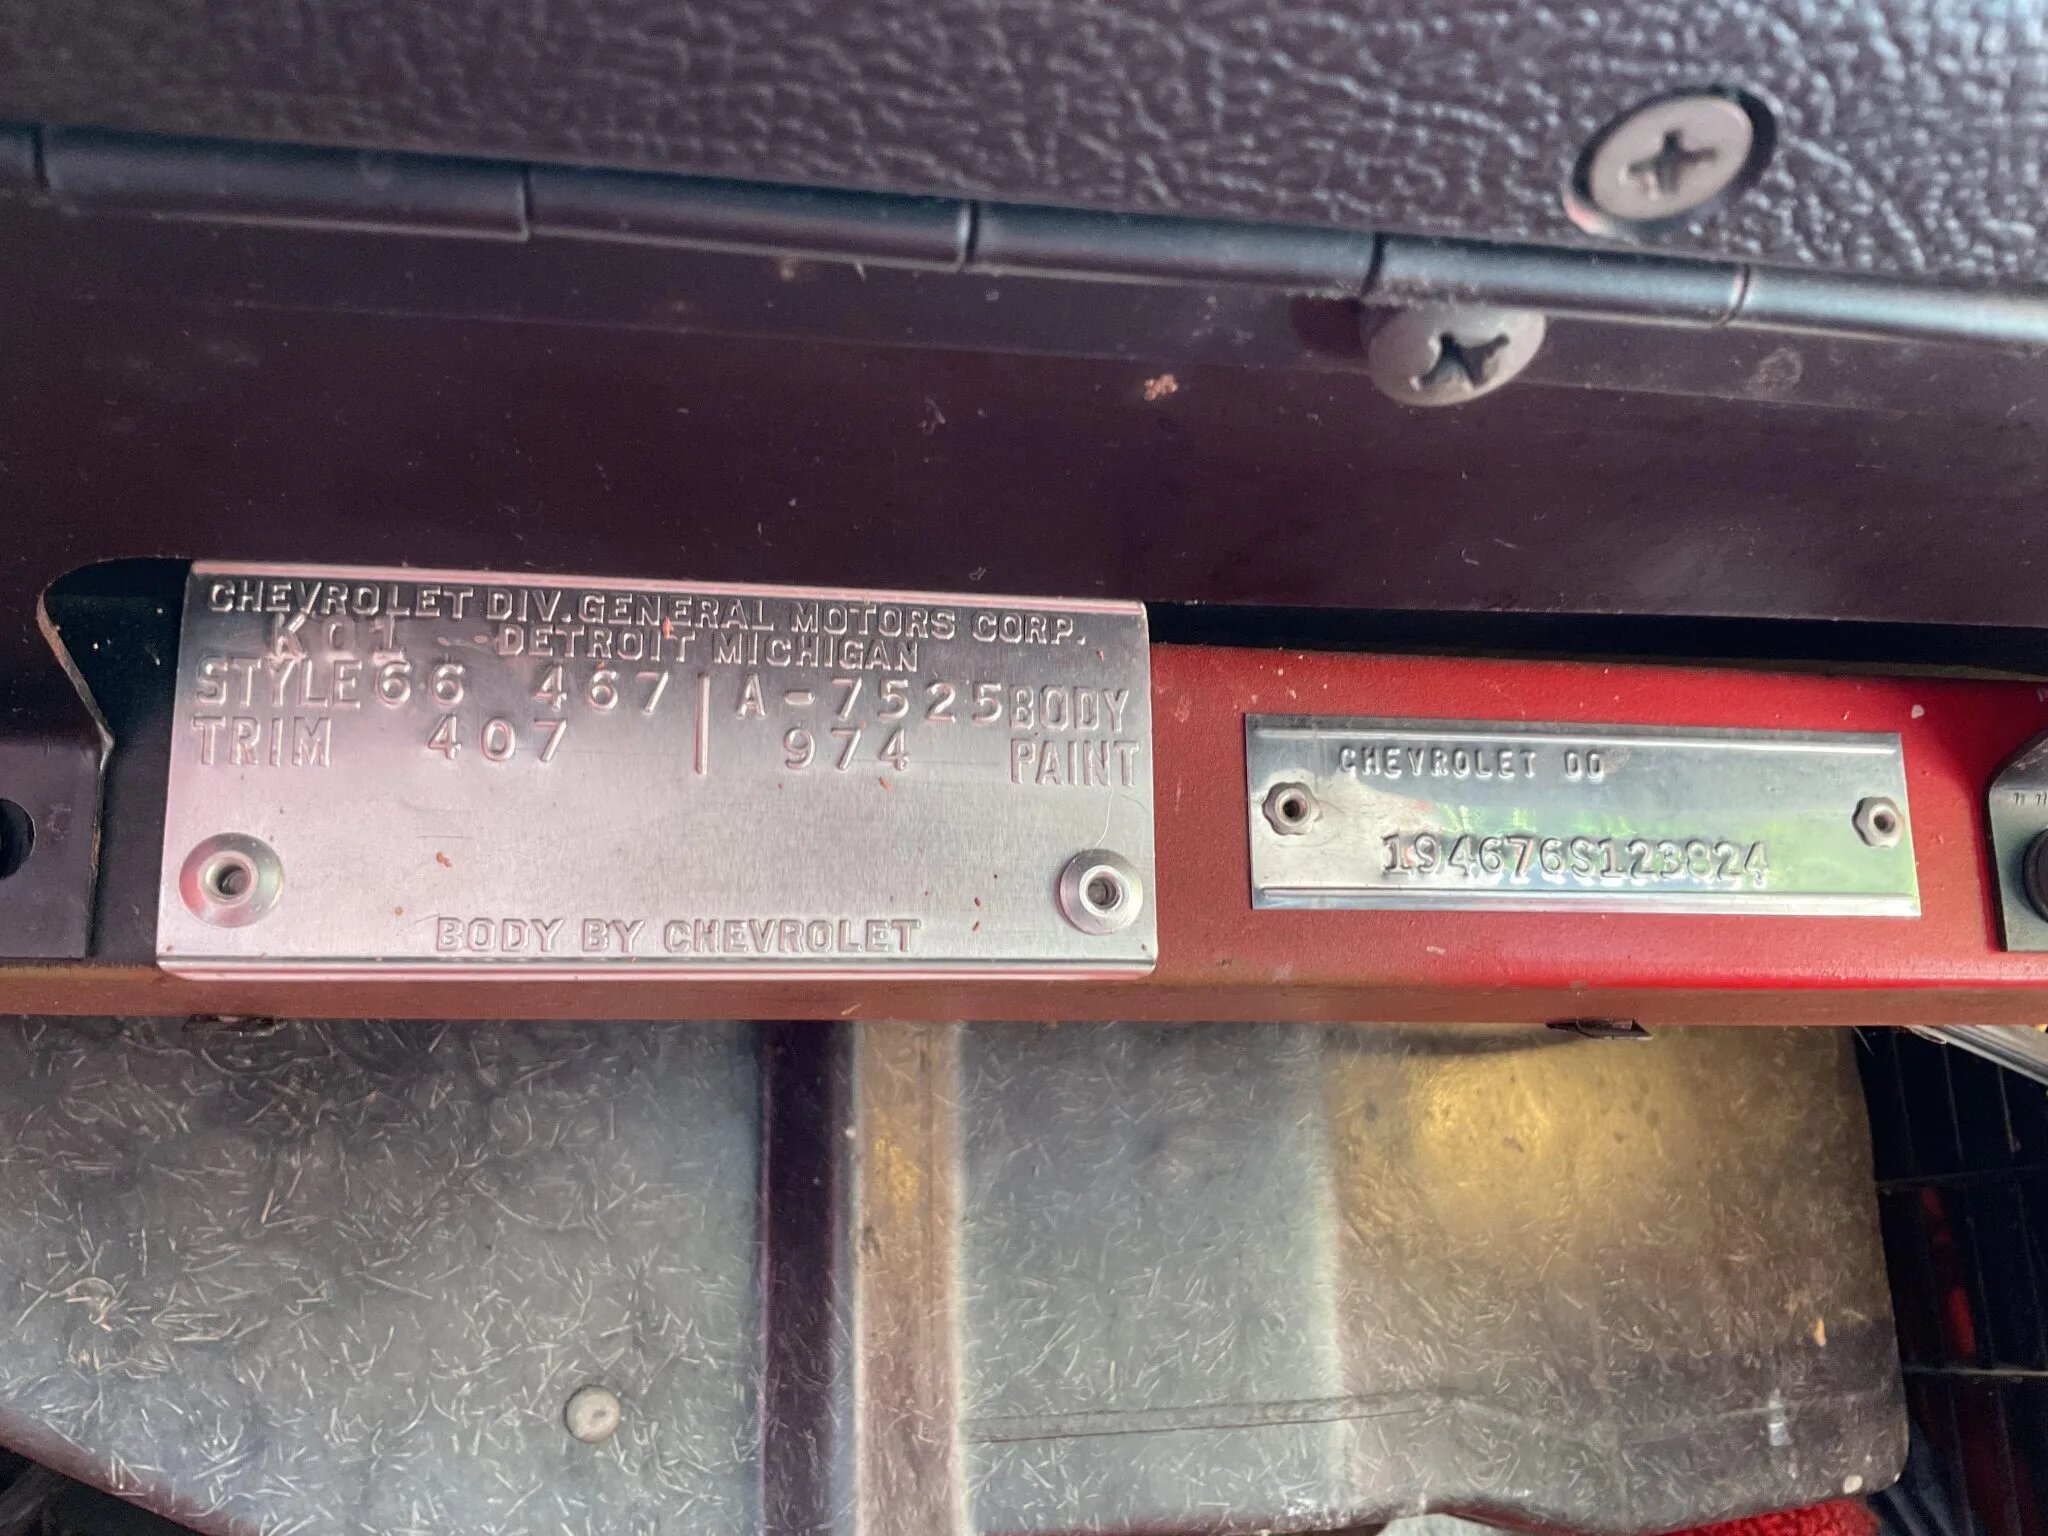 CHEVROLET DIV. GENERAL MOTORS CORP.
K01 DETROIT MICHIGAN
STYLE 66 467 | A-7525 BODY
TRIM 407 | 974 PAINT
BODY BY CHEVROLET
CHEVROLET 00
194676S123824